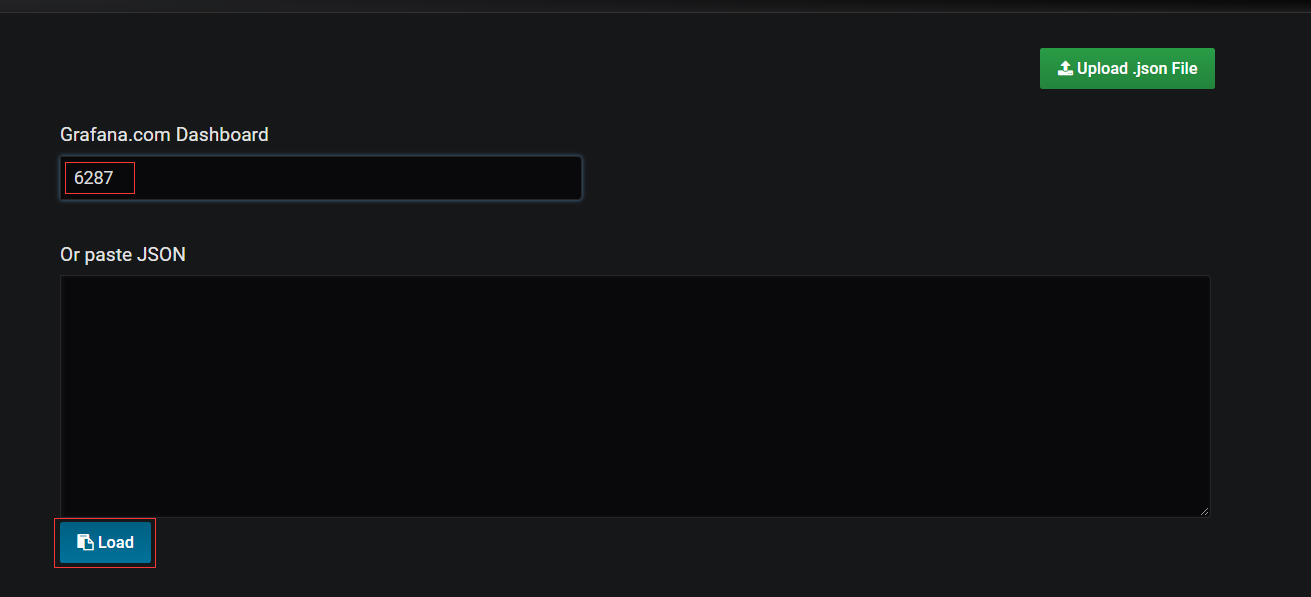 Upload .json File
Grafana.com Dashboard
6287
Or paste JSON
Load